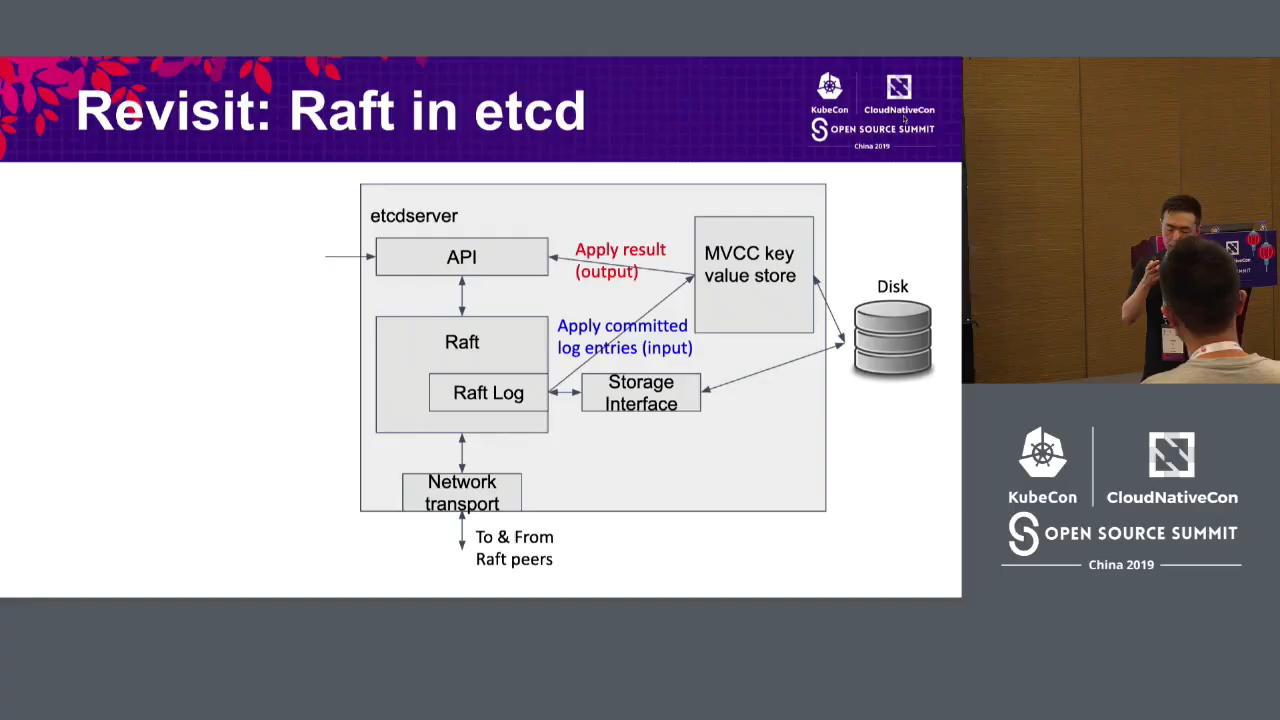 Revisit: Raft in etcd
KubeCon
CloudNativeCon
OPEN SOURCE SUMMIT
China 2019
etcdserver
API
Apply result
(output)
MVCC key
value store
Disk
Raft
Apply committed
log entries (input)
Raft Log
Storage
Interface
Network
transport
To & From
Raft peers
KubeCon
CloudNativeCon
OPEN SOURCE SUMMIT
China 2019